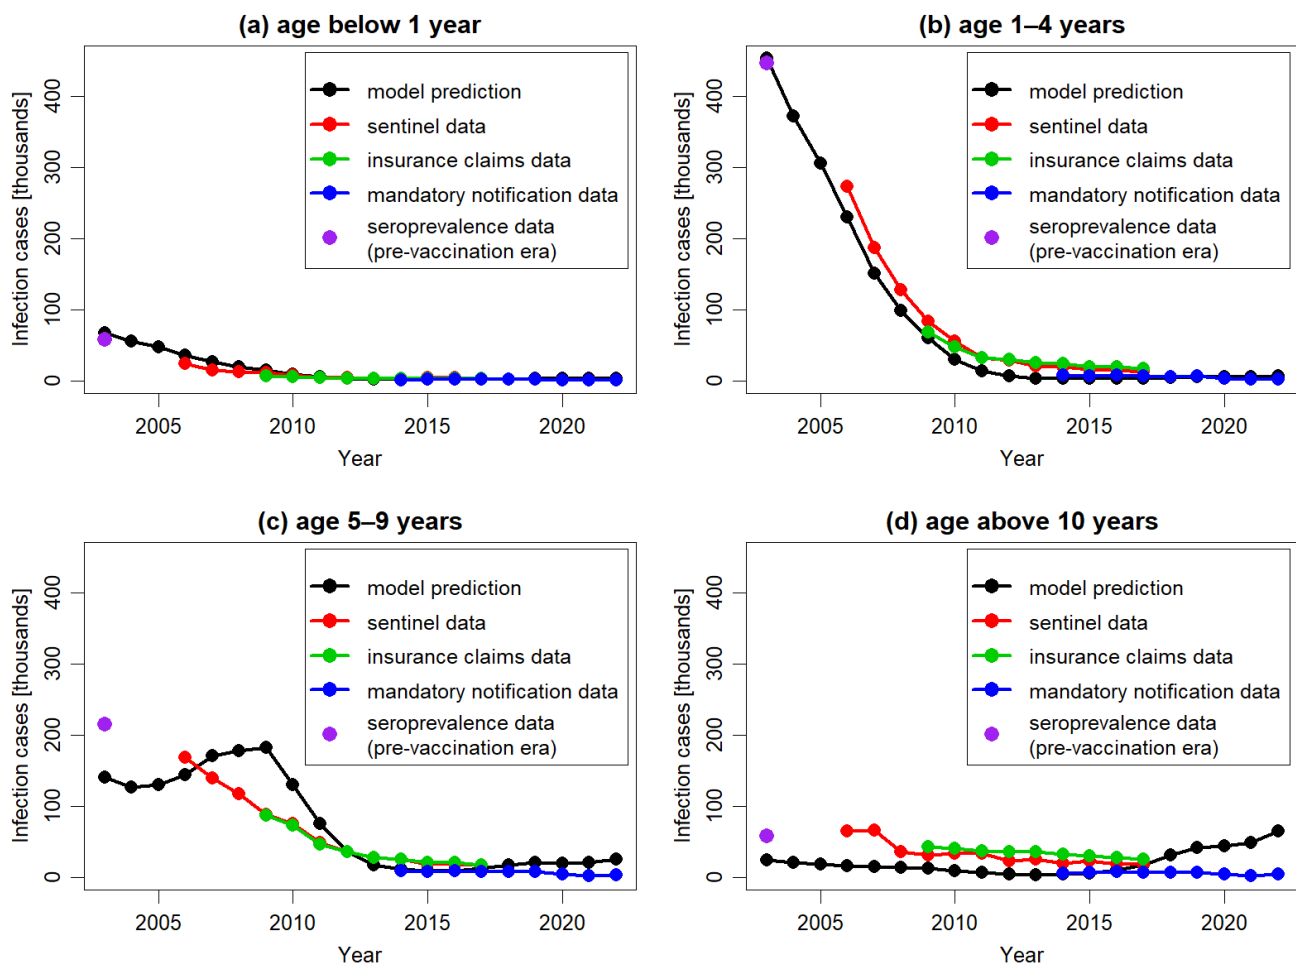 (a) age below 1 year
Infection cases [thousands]
400
300
200
100
0
model prediction
sentinel data
insurance claims data
mandatory notification data
seroprevalence data
(pre-vaccination era)
2005 2010 2015 2020
Year
(b) age 1–4 years
Infection cases [thousands]
400
300
200
100
0
model prediction
sentinel data
insurance claims data
mandatory notification data
seroprevalence data
(pre-vaccination era)
2005 2010 2015 2020
Year
(c) age 5–9 years
Infection cases [thousands]
400
300
200
100
0
model prediction
sentinel data
insurance claims data
mandatory notification data
seroprevalence data
(pre-vaccination era)
2005 2010 2015 2020
Year
(d) age above 10 years
Infection cases [thousands]
400
300
200
100
0
model prediction
sentinel data
insurance claims data
mandatory notification data
seroprevalence data
(pre-vaccination era)
2005 2010 2015 2020
Year